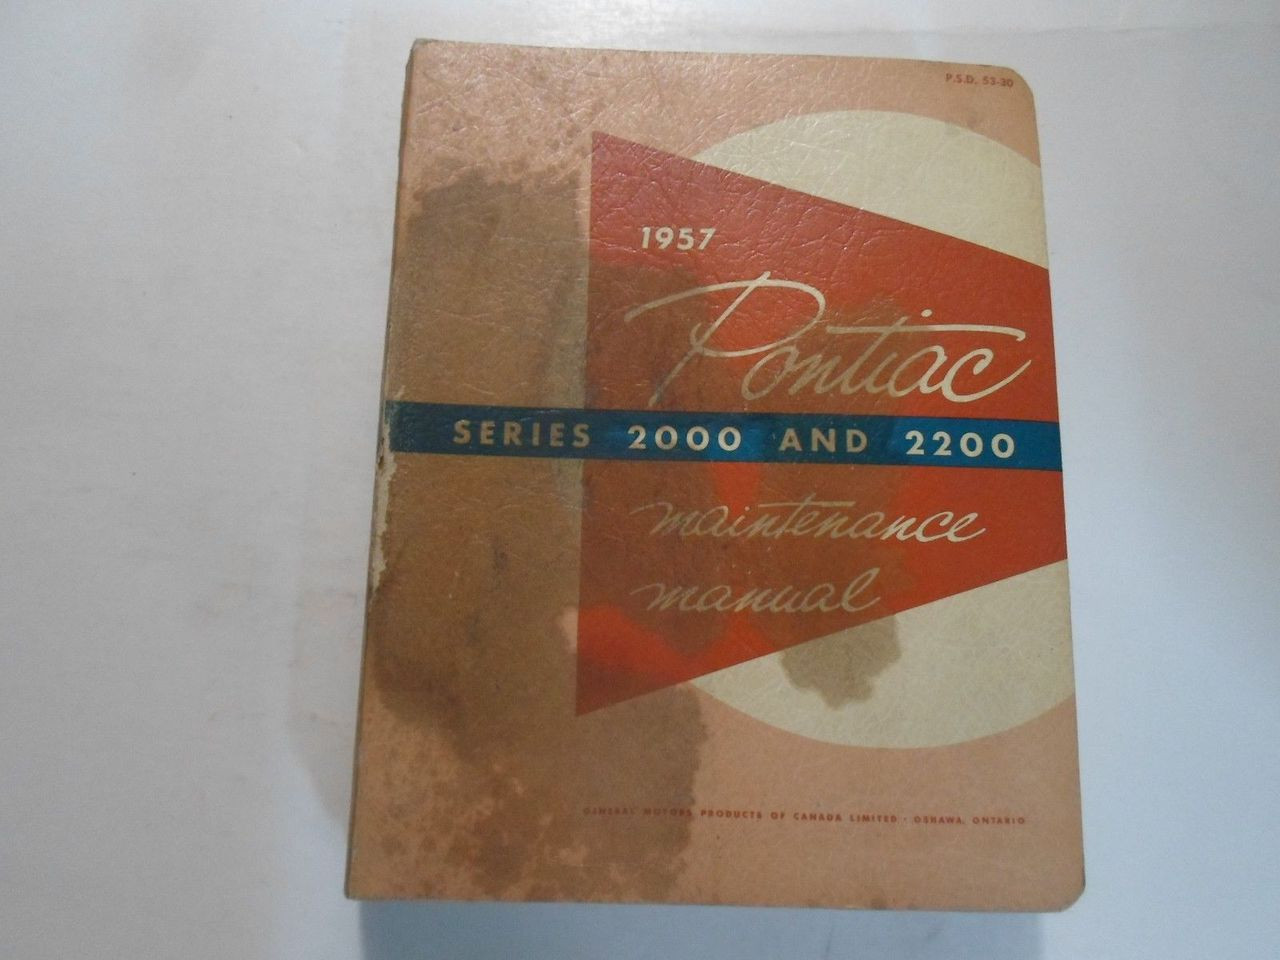 P.S.D. 53-30
1957
Pontiac
SERIES 2000 AND 2200
maintenance
manual
GENERAL MOTORS PRODUCTS OF CANADA LIMITED · OSHAWA, ONTARIO